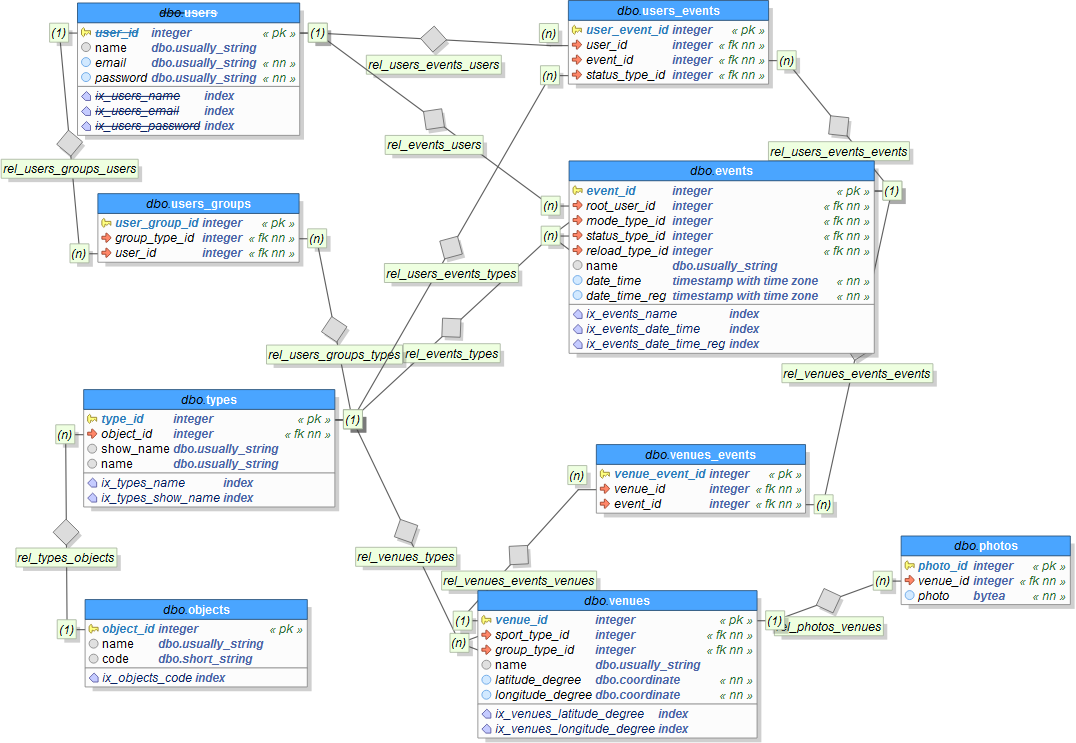 dbo.users
user_id integer « pk »
name dbo.usually_string
email dbo.usually_string « nn »
password dbo.usually_string « nn »
ix_users_name index
ix_users_email index
ix_users_password index
(1)
(1)
(n)
rel_users_events_users
dbo.users_events
user_event_id integer « pk »
user_id integer « fk nn »
event_id integer « fk nn »
status_type_id integer « fk nn »
(n)
(n)
rel_events_users
rel_users_events_events
rel_users_groups_users
dbo.users_groups
user_group_id integer « pk »
group_type_id integer « fk nn »
user_id integer « fk nn »
(n)
(n)
dbo.events
event_id integer « pk »
root_user_id integer « fk nn »
mode_type_id integer « fk nn »
status_type_id integer « fk nn »
reload_type_id integer « fk nn »
name dbo.usually_string
date_time timestamp with time zone « nn »
date_time_reg timestamp with time zone « nn »
ix_events_name index
ix_events_date_time index
ix_events_date_time_reg index
(1)
(n)
(n)
rel_users_events_types
rel_users_groups_types
rel_events_types
rel_venues_events_events
dbo.types
type_id integer « pk »
object_id integer « fk nn »
show_name dbo.usually_string
name dbo.usually_string
ix_types_name index
ix_types_show_name index
(1)
(n)
dbo.venues_events
venue_event_id integer « pk »
venue_id integer « fk nn »
event_id integer « fk nn »
(n)
(n)
rel_types_objects
rel_venues_types
rel_venues_events_venues
dbo.photos
photo_id integer « pk »
venue_id integer « fk nn »
photo bytea « nn »
(n)
dbo.objects
object_id integer « pk »
name dbo.usually_string
code dbo.short_string
ix_objects_code index
(1)
dbo.venues
venue_id integer « pk »
sport_type_id integer « fk nn »
group_type_id integer « fk nn »
name dbo.usually_string
latitude_degree dbo.coordinate « nn »
longitude_degree dbo.coordinate « nn »
ix_venues_latitude_degree index
ix_venues_longitude_degree index
(1)
(n)
(1)
el_photos_venues